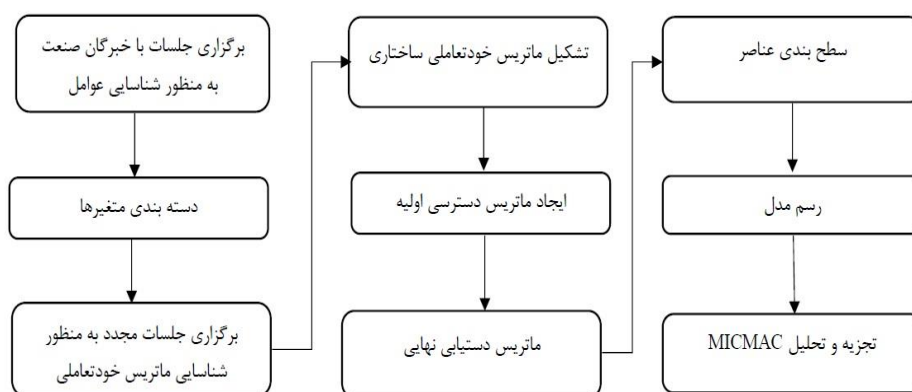 برگزاری جلسات با خبرگان صنعت
به منظور شناسایی عوامل
دسته بندی متغیرها
برگزاری جلسات مجدد به منظور
شناسایی ماتریس خودتعاملی
تشکیل ماتریس خودتعاملی ساختاری
ایجاد ماتریس دسترسی اولیه
ماتریس دستیابی نهایی
سطح بندی عناصر
رسم مدل
تجزیه و تحلیل MICMAC